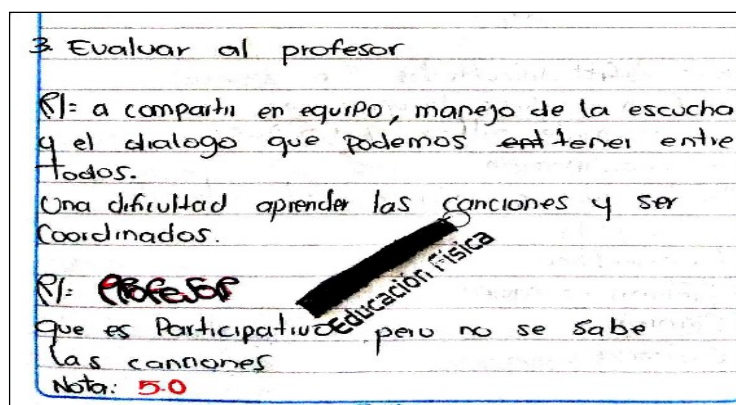 3. Evaluar al profesor
R/= a compartir en equipo, manejo de la escucha
y el dialogo que podemos tener entre
todos.
Una dificultad aprender las canciones y ser
Coordinados.
R/= Profesor
Educación Física
que es Participativo pero no se sabe
las canciones
Nota: 5.0